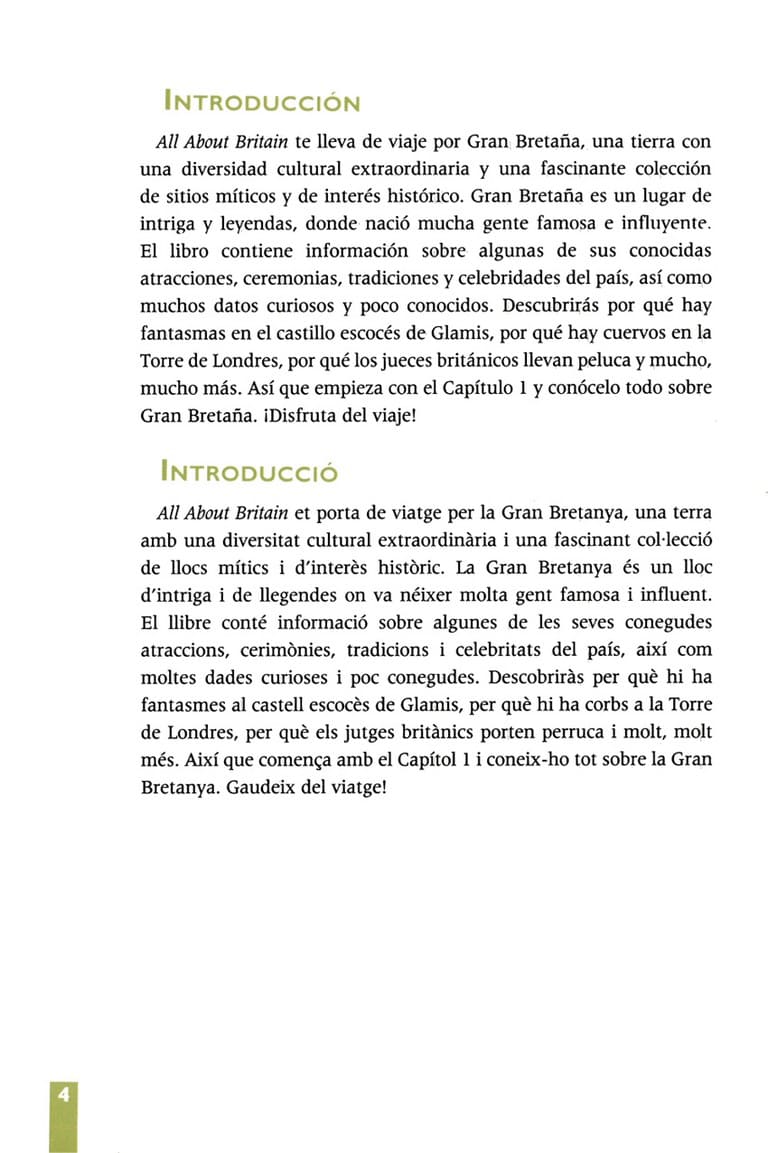 INTRODUCCIÓN
All About Britain te lleva de viaje por Gran Bretaña, una tierra con
una diversidad cultural extraordinaria y una fascinante colección
de sitios míticos y de interés histórico. Gran Bretaña es un lugar de
intriga y leyendas, donde nació mucha gente famosa e influyente.
El libro contiene información sobre algunas de sus conocidas
atracciones, ceremonias, tradiciones y celebridades del país, así como
muchos datos curiosos y poco conocidos. Descubrirás por qué hay
fantasmas en el castillo escocés de Glamis, por qué hay cuervos en la
Torre de Londres, por qué los jueces británicos llevan peluca y mucho,
mucho más. Así que empieza con el Capítulo 1 y conócelo todo sobre
Gran Bretaña. ¡Disfruta del viaje!
INTRODUCCIÓ
All About Britain et porta de viatge per la Gran Bretanya, una terra
amb una diversitat cultural extraordinària i una fascinant col·lecció
de llocs mítics i d'interès històric. La Gran Bretanya és un lloc
d'intriga i de llegendes on va néixer molta gent famosa i influent.
El llibre conté informació sobre algunes de les seves conegudes
atraccions, cerimònies, tradicions i celebritats del país, així com
moltes dades curioses i poc conegudes. Descobriràs per què hi ha
fantasmes al castell escocès de Glamis, per què hi ha corbs a la Torre
de Londres, per què els jutges britànics porten perruca i molt, molt
més. Així que comença amb el Capítol 1 i coneix-ho tot sobre la Gran
Bretanya. Gaudeix del viatge!
4